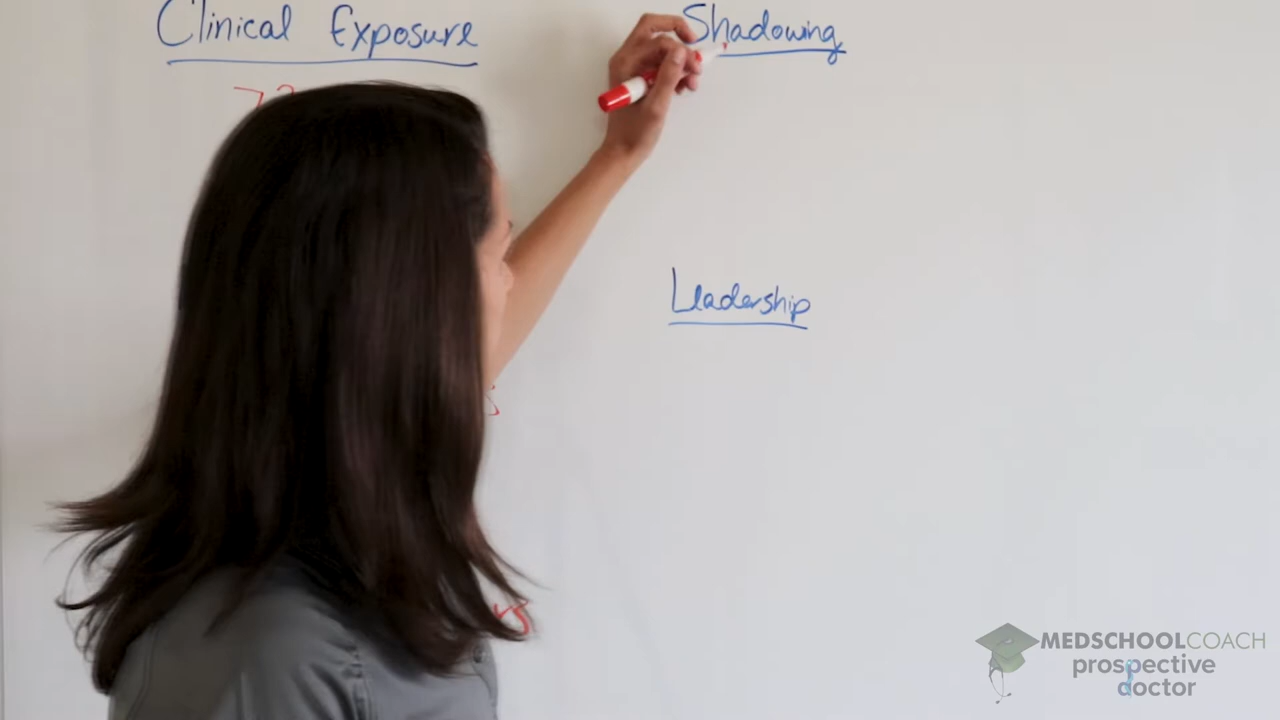 Clinical Exposure
Shadowing
Leadership
MEDSCHOOLCOACH
prospective
doctor